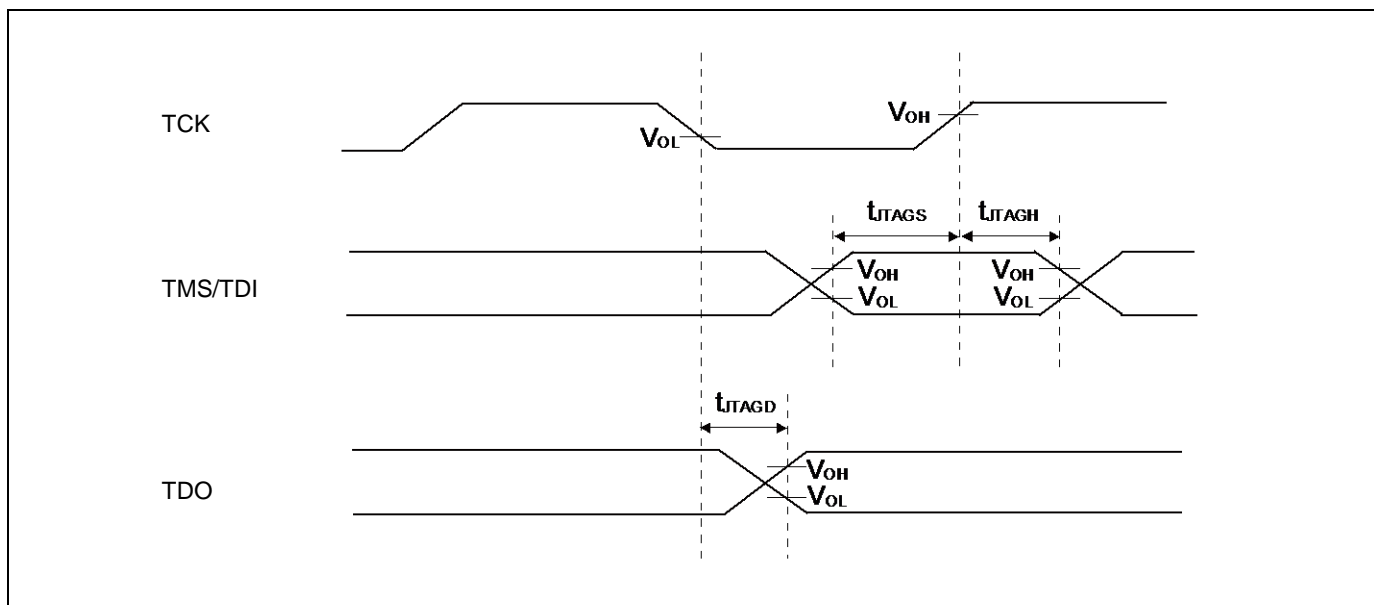 TCK
VOL
VOH
tJTAGS
tJTAGH
TMS/TDI
VOH
VOL
VOH
VOL
tJTAGD
TDO
VOH
VOL